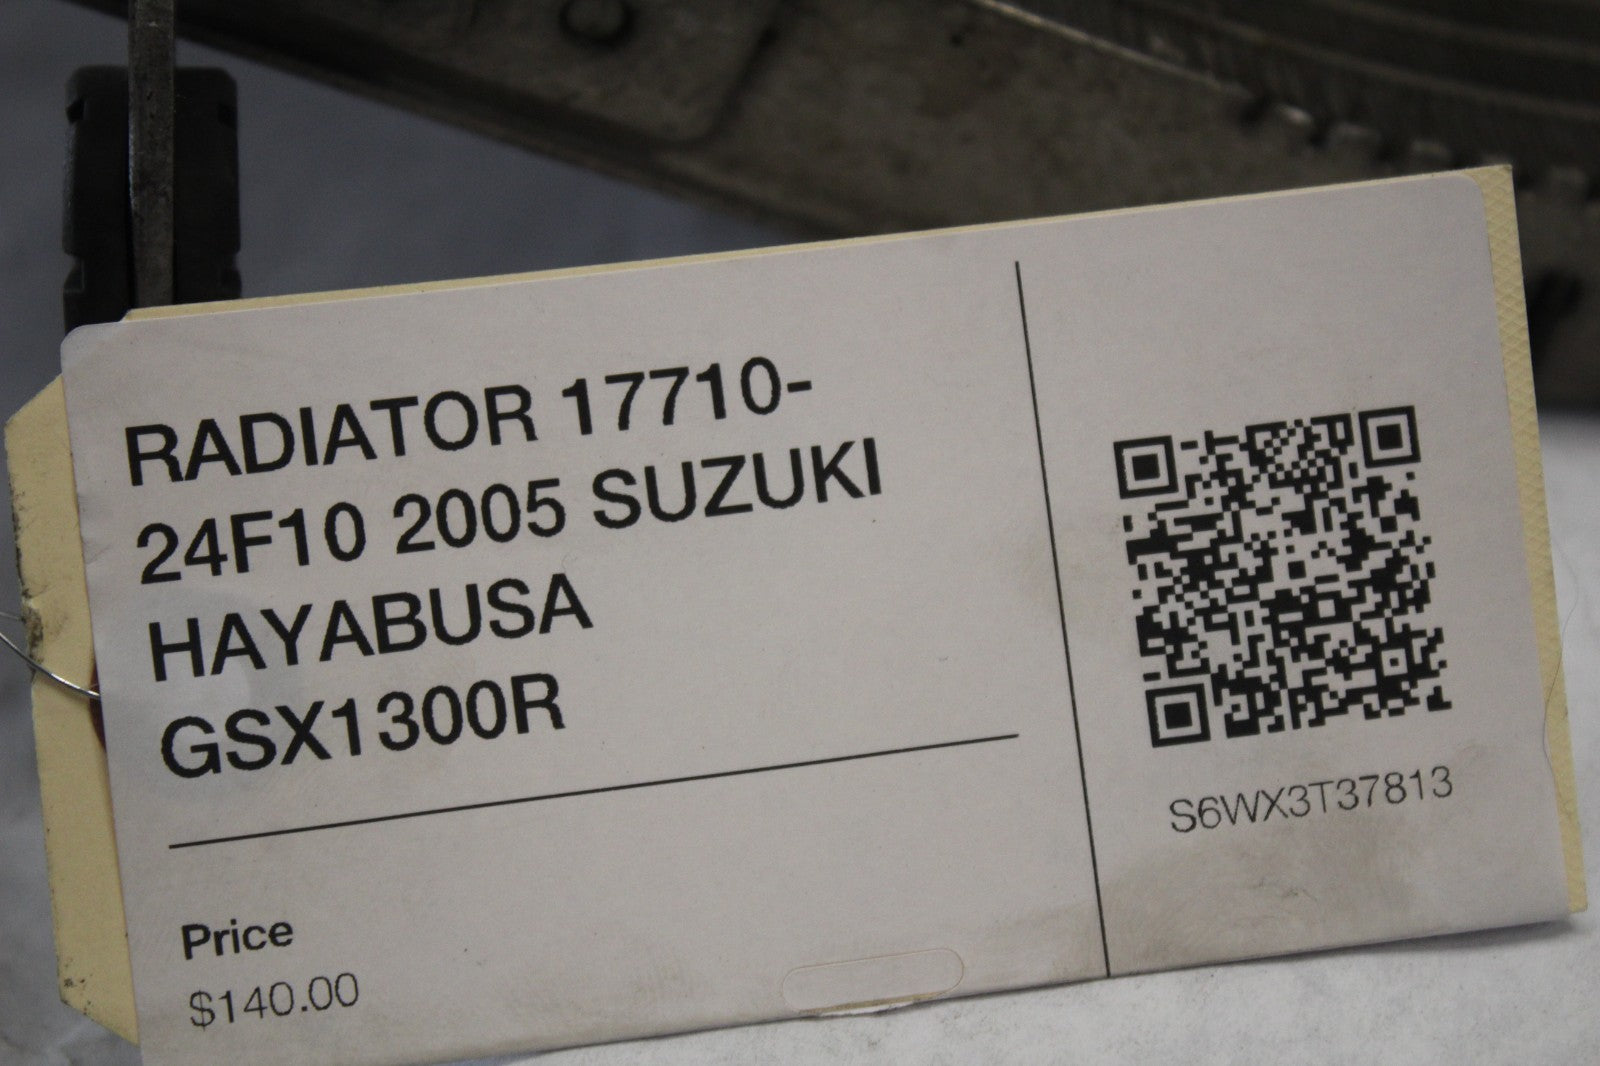 RADIATOR 17710-
24F10 2005 SUZUKI
HAYABUSA
GSX1300R
Price
$140.00
S6WX3T37813